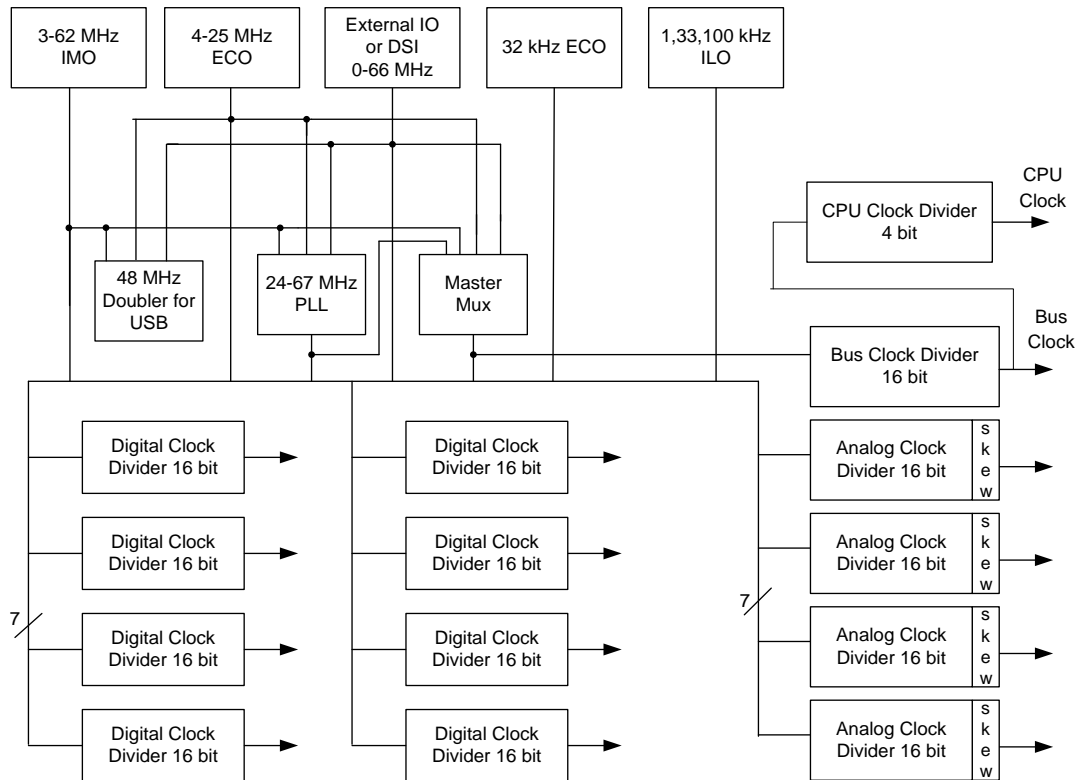 3-62 MHz
IMO
4-25 MHz
ECO
External IO
or DSI
0-66 MHz
32 kHz ECO
1,33,100 kHz
ILO
48 MHz
Doubler for
USB
24-67 MHz
PLL
Master
Mux
CPU Clock Divider
4 bit
CPU
Clock
Bus Clock Divider
16 bit
Bus
Clock
7
7
Digital Clock
Divider 16 bit
Digital Clock
Divider 16 bit
Analog Clock
Divider 16 bit
s
k
e
w
Digital Clock
Divider 16 bit
Digital Clock
Divider 16 bit
Analog Clock
Divider 16 bit
s
k
e
w
Digital Clock
Divider 16 bit
Digital Clock
Divider 16 bit
Analog Clock
Divider 16 bit
s
k
e
w
Digital Clock
Divider 16 bit
Digital Clock
Divider 16 bit
Analog Clock
Divider 16 bit
s
k
e
w